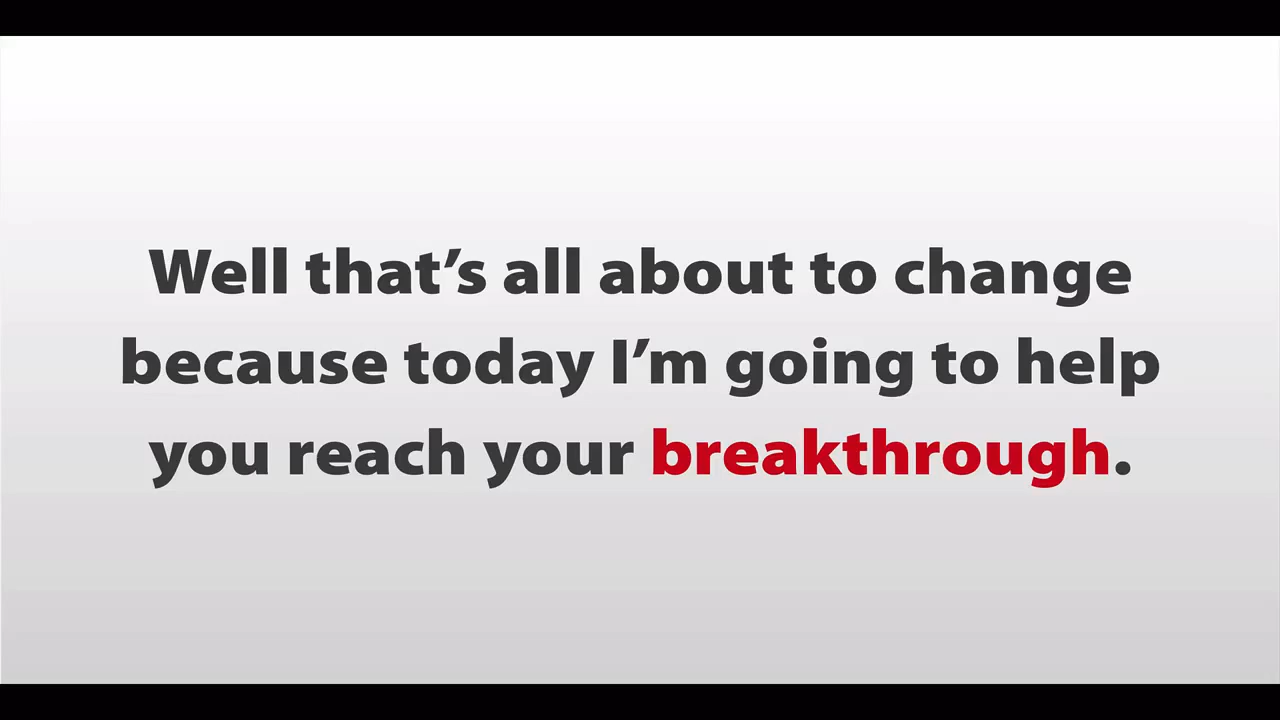 Well that’s all about to change
because today I’m going to help
you reach your breakthrough.